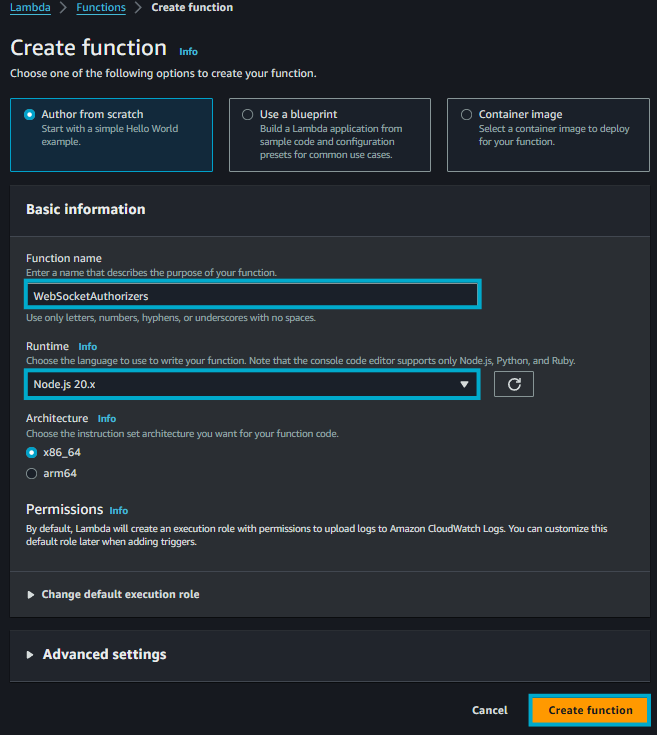 Lambda > Functions > Create function
Create function Info
Choose one of the following options to create your function.
Author from scratch
Start with a simple Hello World
example.
Use a blueprint
Build a Lambda application from
sample code and configuration
presets for common use cases.
Container image
Select a container image to deploy
for your function.
Basic information
Function name
Enter a name that describes the purpose of your function.
WebSocketAuthorizers
Use only letters, numbers, hyphens, or underscores with no spaces.
Runtime Info
Choose the language to use to write your function. Note that the console code editor supports only Node.js, Python, and Ruby.
Node.js 20.x
Architecture Info
Choose the instruction set architecture you want for your function code.
x86_64
arm64
Permissions Info
By default, Lambda will create an execution role with permissions to upload logs to Amazon CloudWatch Logs. You can customize this
default role later when adding triggers.
Change default execution role
Advanced settings
Cancel Create function